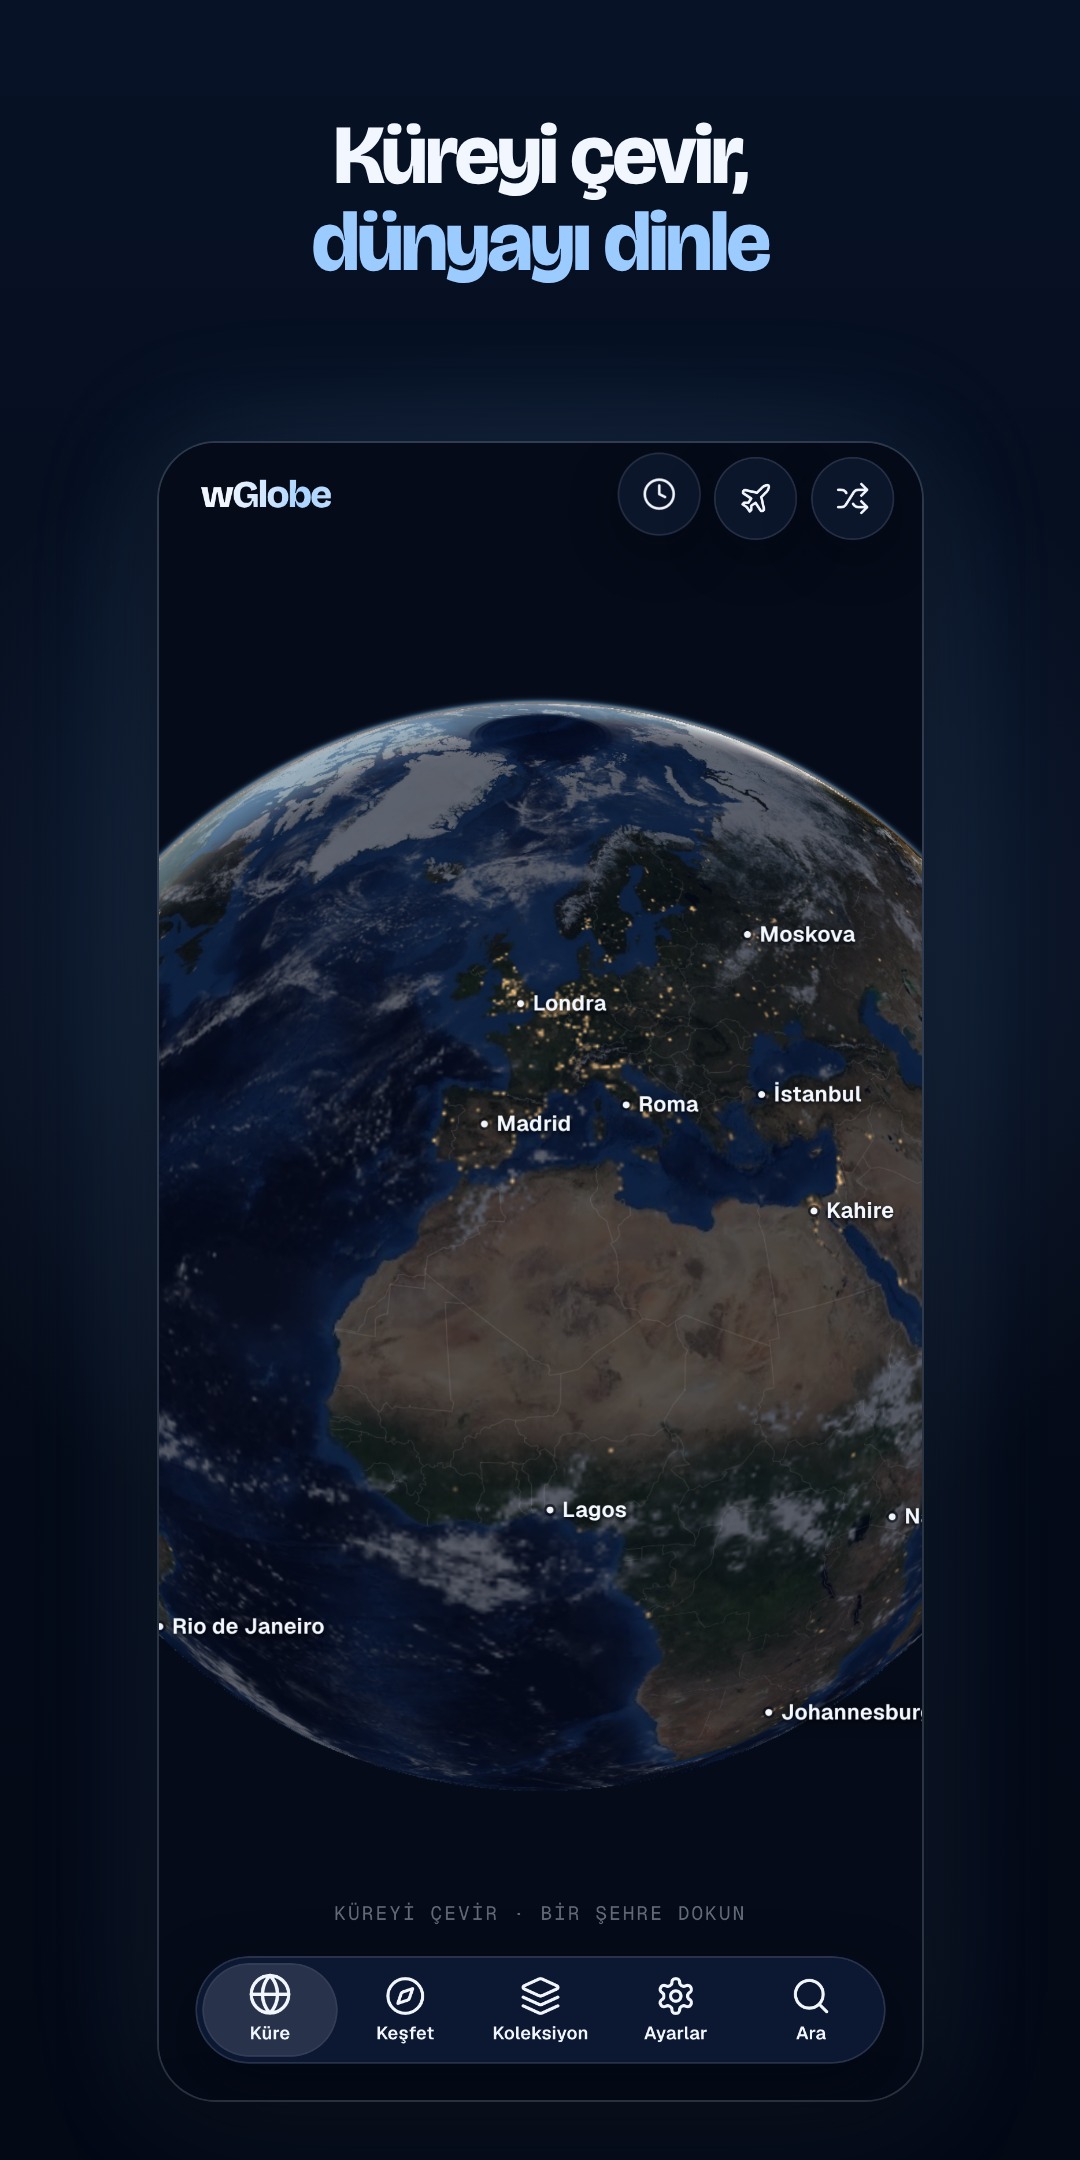 Küreyi çevir,
dünyayı dinle
wGlobe
Moskova
Londra
İstanbul
Roma
Madrid
Kahire
Lagos
Rio de Janeiro
KÜREYİ ÇEVİR · BİR ŞEHRE DOKUN
Küre
Keşfet
Koleksiyon
Ayarlar
Ara